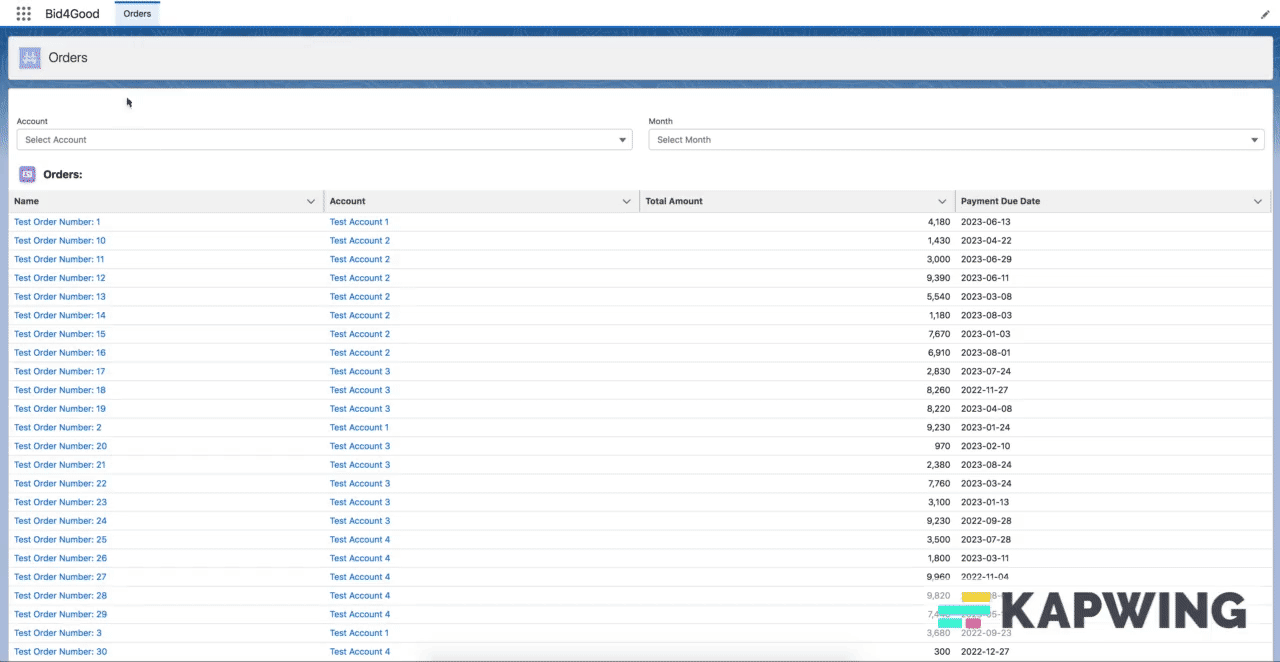 Bid4Good Orders
Orders
Account Month
Select Account Select Month
Orders:
Name Account Total Amount Payment Due Date
Test Order Number: 1 Test Account 1 4,180 2023-06-13
Test Order Number: 10 Test Account 2 1,430 2023-04-22
Test Order Number: 11 Test Account 2 3,000 2023-06-29
Test Order Number: 12 Test Account 2 9,390 2023-06-11
Test Order Number: 13 Test Account 2 5,540 2023-03-08
Test Order Number: 14 Test Account 2 1,180 2023-08-03
Test Order Number: 15 Test Account 2 7,670 2023-01-03
Test Order Number: 16 Test Account 2 6,910 2023-08-01
Test Order Number: 17 Test Account 3 2,830 2023-07-24
Test Order Number: 18 Test Account 3 8,260 2022-11-27
Test Order Number: 19 Test Account 3 8,220 2023-04-08
Test Order Number: 2 Test Account 1 9,230 2023-01-24
Test Order Number: 20 Test Account 3 970 2023-02-10
Test Order Number: 21 Test Account 3 2,380 2023-08-24
Test Order Number: 22 Test Account 3 7,760 2023-03-24
Test Order Number: 23 Test Account 3 3,100 2023-01-13
Test Order Number: 24 Test Account 3 9,230 2022-09-28
Test Order Number: 25 Test Account 4 3,500 2023-07-28
Test Order Number: 26 Test Account 4 1,800 2023-03-11
Test Order Number: 27 Test Account 4 9,960 2022-11-04
Test Order Number: 28 Test Account 4 9,820
Test Order Number: 29 Test Account 4
KAPWING
Test Order Number: 3 Test Account 1 3,680 2022-09-23
Test Order Number: 30 Test Account 4 300 2022-12-27